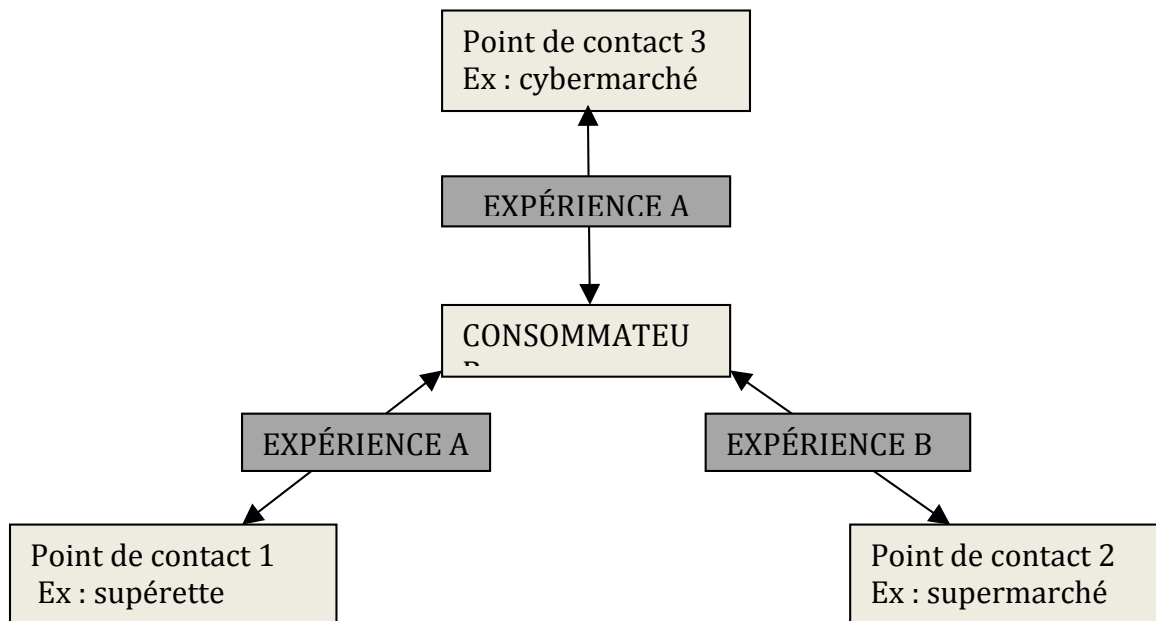 Point de contact 3
Ex : cybermarché
EXPÉRIENCE A
CONSOMMATEU
EXPÉRIENCE A
EXPÉRIENCE B
Point de contact 1
Ex : supérette
Point de contact 2
Ex : supermarché